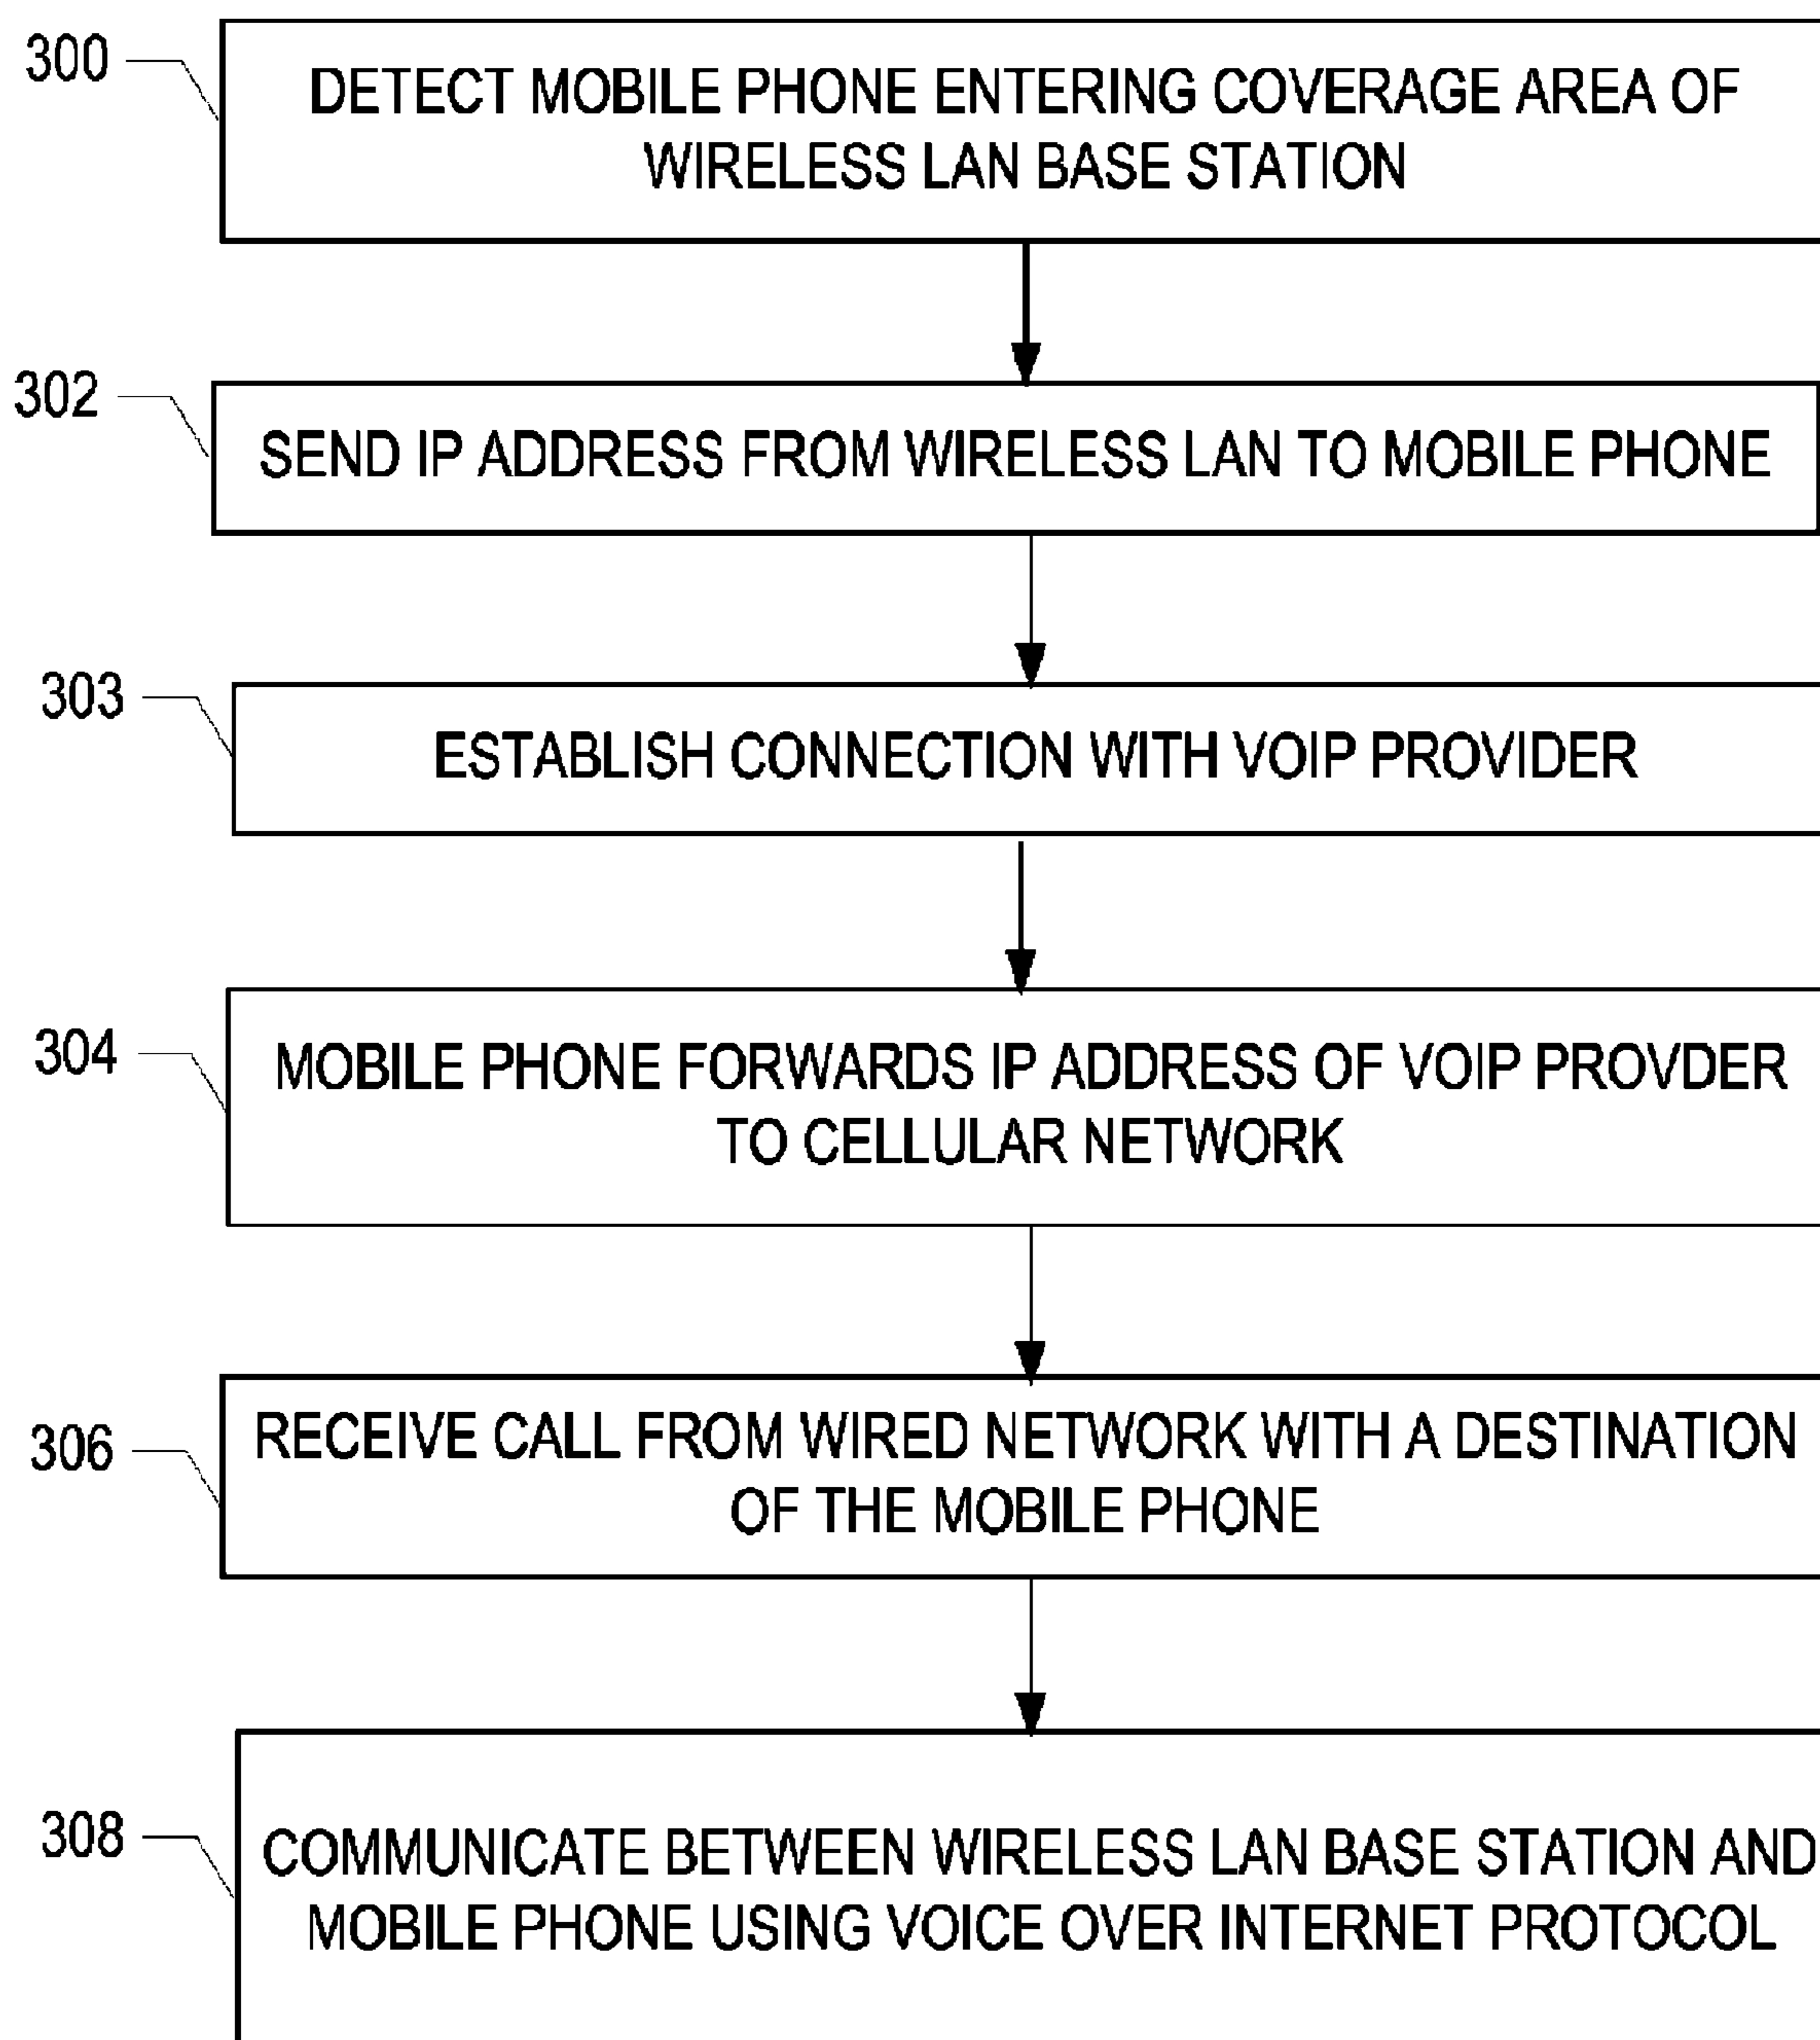 300
DETECT MOBILE PHONE ENTERING COVERAGE AREA OF
WIRELESS LAN BASE STATION
302
SEND IP ADDRESS FROM WIRELESS LAN TO MOBILE PHONE
303
ESTABLISH CONNECTION WITH VOIP PROVIDER
304
MOBILE PHONE FORWARDS IP ADDRESS OF VOIP PROVDER
TO CELLULAR NETWORK
306
RECEIVE CALL FROM WIRED NETWORK WITH A DESTINATION
OF THE MOBILE PHONE
308
COMMUNICATE BETWEEN WIRELESS LAN BASE STATION AND
MOBILE PHONE USING VOICE OVER INTERNET PROTOCOL